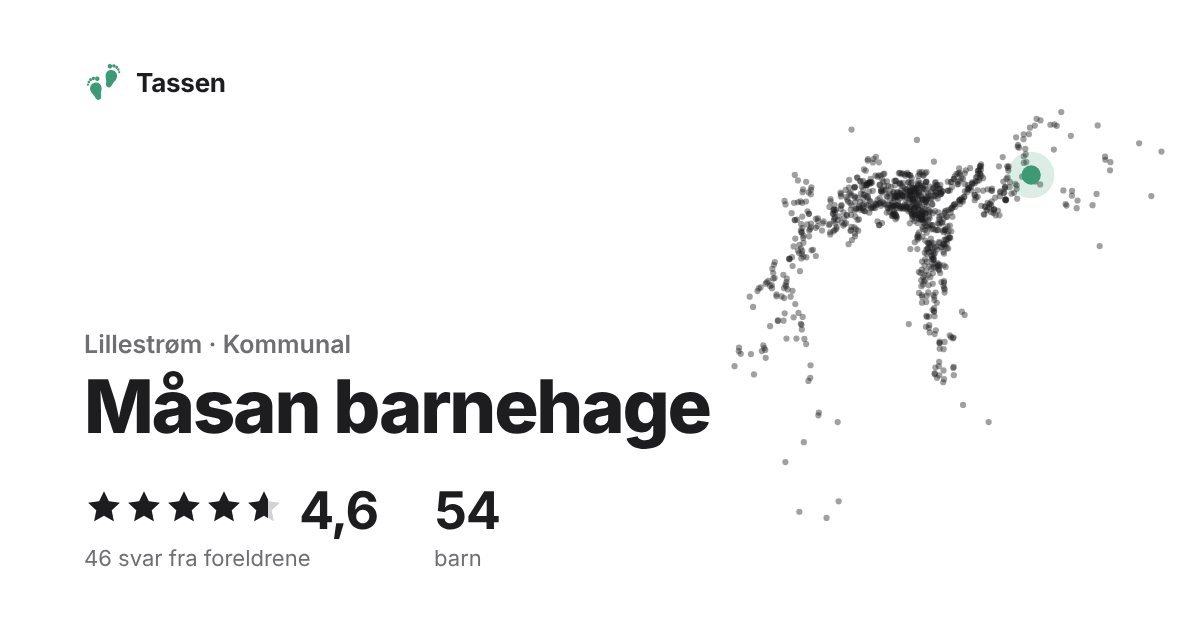 Tassen
Lillestrøm · Kommunal
Måsan barnehage
4,6
46 svar fra foreldrene
54
barn